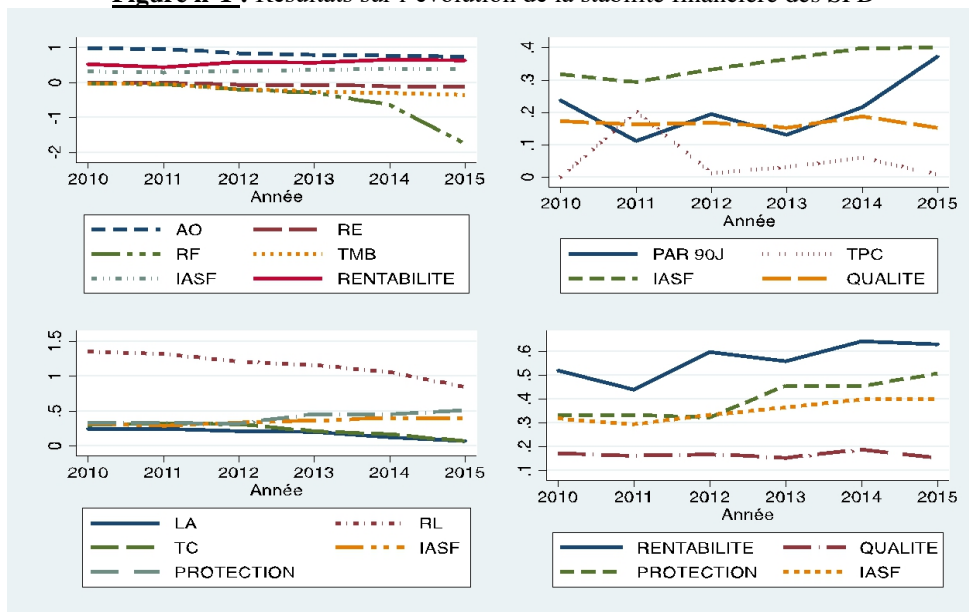 Figure n°1 : Résultats sur l'évolution de la stabilité financière des SFD
1
0
-1
-2
2010 2011 2012 2013 2014 2015
Année
AO RE
RF TMB
IASF RENTABILITE
.4
.3
.2
.1
0
2010 2011 2012 2013 2014 2015
Année
PAR 90J TPC
IASF QUALITE
1.5
1
.5
0
2010 2011 2012 2013 2014 2015
Année
LA RL
TC IASF
PROTECTION
.6
.5
.4
.3
.2
.1
2010 2011 2012 2013 2014 2015
Année
RENTABILITE QUALITE
PROTECTION IASF